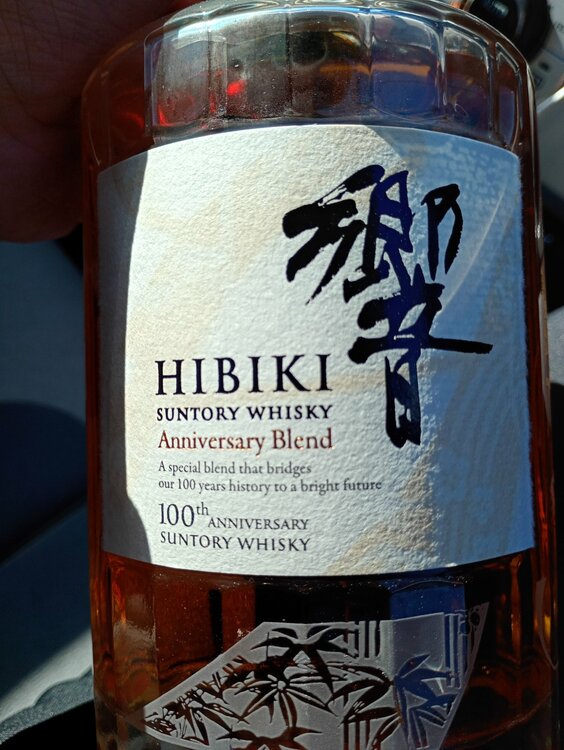 響
HIBIKI
SUNTORY WHISKY
Anniversary Blend
A special blend that bridges
our 100 years history to a bright future
100th ANNIVERSARY
SUNTORY WHISKY